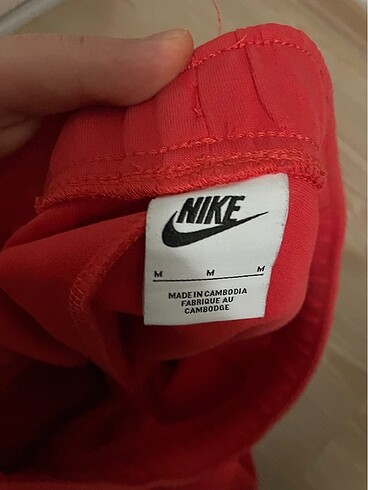 NIKE
M M M
MADE IN CAMBODIA
FABRIQUE AU
CAMBODGE